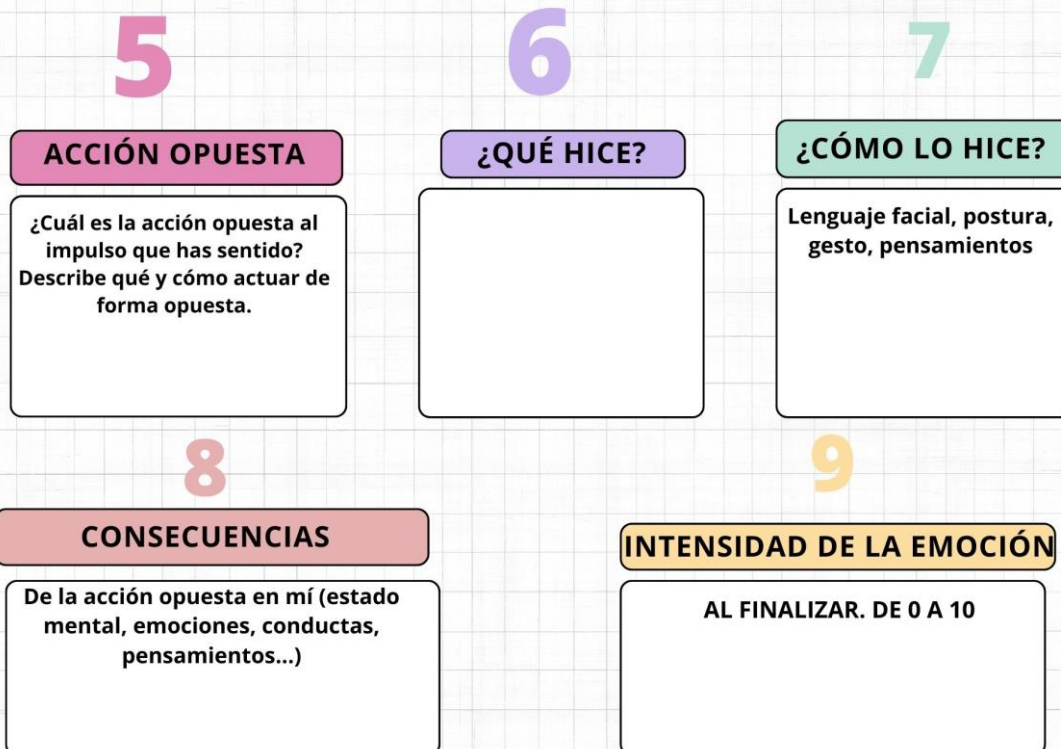 5
6
7
ACCIÓN OPUESTA
¿QUÉ HICE?
¿CÓMO LO HICE?
¿Cuál es la acción opuesta al
impulso que has sentido?
Describe qué y cómo actuar de
forma opuesta.
Lenguaje facial, postura,
gesto, pensamientos
8
9
CONSECUENCIAS
INTENSIDAD DE LA EMOCIÓN
De la acción opuesta en mí (estado
mental, emociones, conductas,
pensamientos...)
AL FINALIZAR. DE 0 A 10